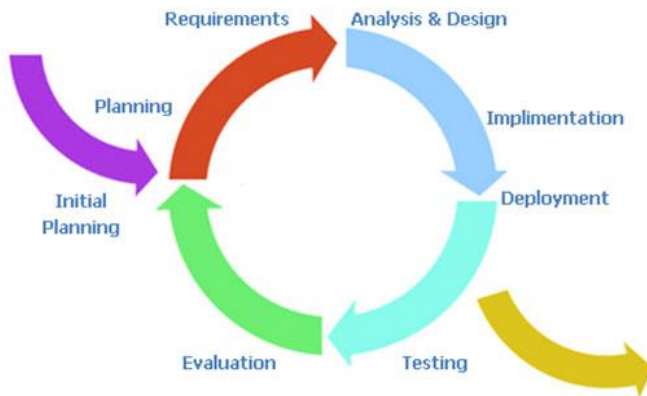 Requirements
Analysis & Design
Planning
Implimentation
Initial
Planning
Deployment
Evaluation
Testing